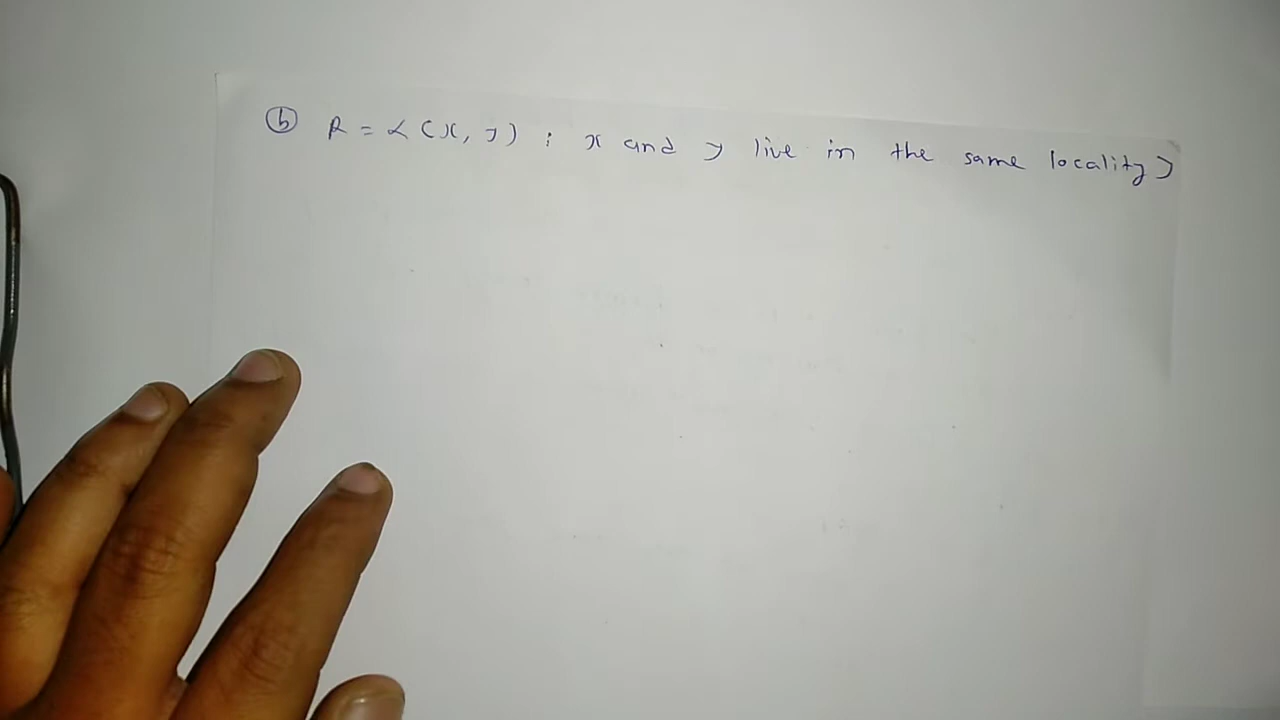 (b) R = {(x, y) : x and y live in the same locality}